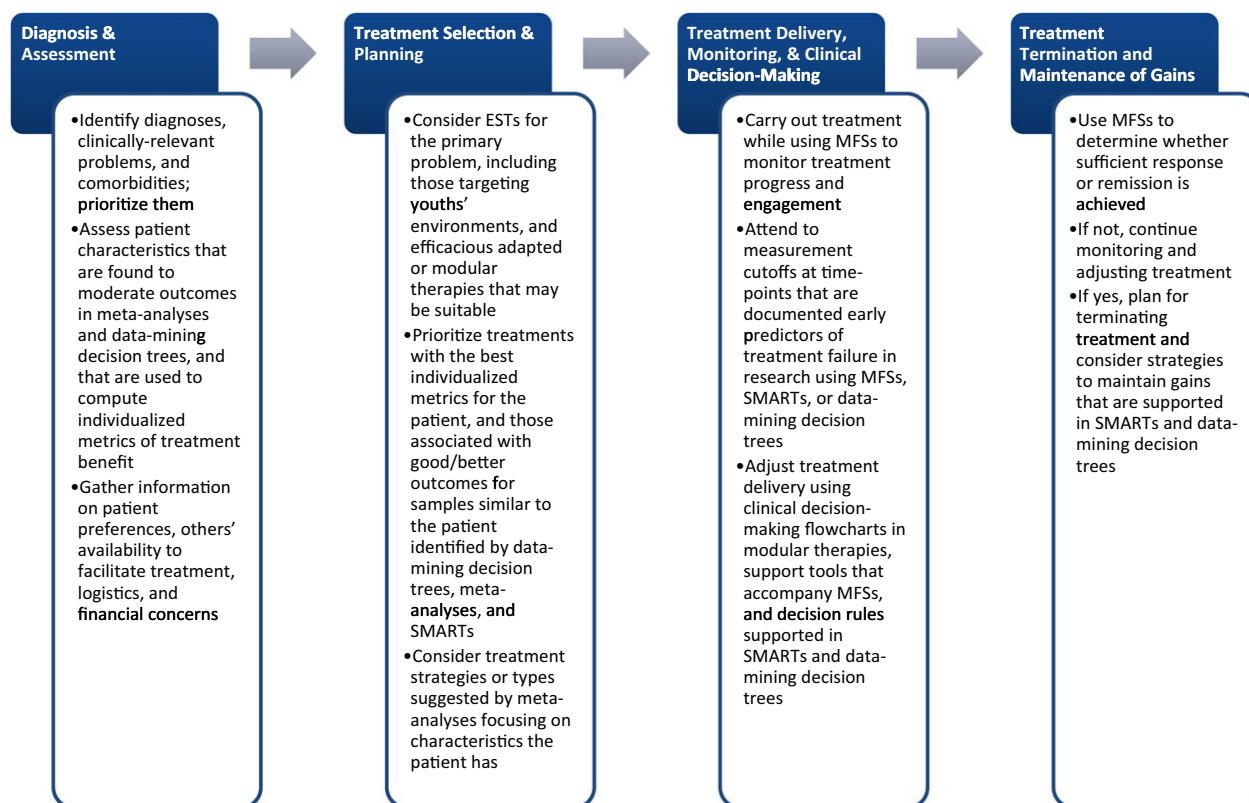 Diagnosis &
Assessment
•Identify diagnoses,
clinically-relevant
problems, and
comorbidities;
prioritize them
•Assess patient
characteristics that
are found to
moderate outcomes
in meta-analyses
and data-mining
decision trees, and
that are used to
compute
individualized
metrics of treatment
benefit
•Gather information
on patient
preferences, others’
availability to
facilitate treatment,
logistics, and
financial concerns
Treatment Selection &
Planning
•Consider ESTs for
the primary
problem, including
those targeting
youths’
environments, and
efficacious adapted
or modular
therapies that may
be suitable
•Prioritize treatments
with the best
individualized
metrics for the
patient, and those
associated with
good/better
outcomes for
samples similar to
the patient
identified by data-
mining decision
trees, meta-
analyses, and
SMARTs
•Consider treatment
strategies or types
suggested by meta-
analyses focusing on
characteristics the
patient has
Treatment Delivery,
Monitoring, & Clinical
Decision-Making
•Carry out treatment
while using MFSs to
monitor treatment
progress and
engagement
•Attend to
measurement
cutoffs at time-
points that are
documented early
predictors of
treatment failure in
research using MFSs,
SMARTs, or data-
mining decision
trees
•Adjust treatment
delivery using
clinical decision-
making flowcharts in
modular therapies,
support tools that
accompany MFSs,
and decision rules
supported in
SMARTs and data-
mining decision
trees
Treatment
Termination and
Maintenance of Gains
•Use MFSs to
determine whether
sufficient response
or remission is
achieved
•If not, continue
monitoring and
adjusting treatment
•If yes, plan for
terminating
treatment and
consider strategies
to maintain gains
that are supported
in SMARTs and data-
mining decision
trees